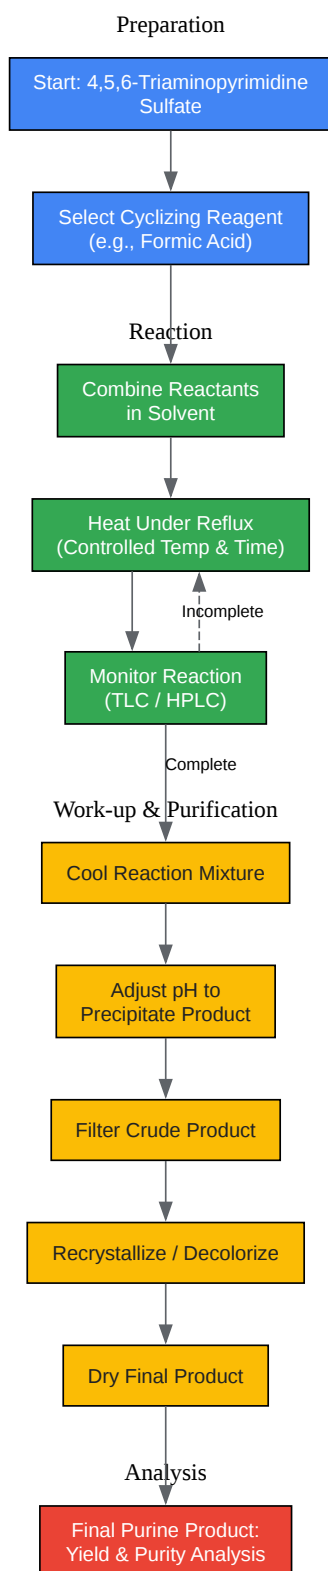 Preparation
Start: 4,5,6-Triaminopyrimidine
Sulfate
Select Cyclizing Reagent
(e.g., Formic Acid)
Reaction
Combine Reactants
in Solvent
Heat Under Reflux
(Controlled Temp & Time)
Incomplete
Monitor Reaction
(TLC / HPLC)
Complete
Work-up & Purification
Cool Reaction Mixture
Adjust pH to
Precipitate Product
Filter Crude Product
Recrystallize / Decolorize
Dry Final Product
Analysis
Final Purine Product:
Yield & Purity Analysis